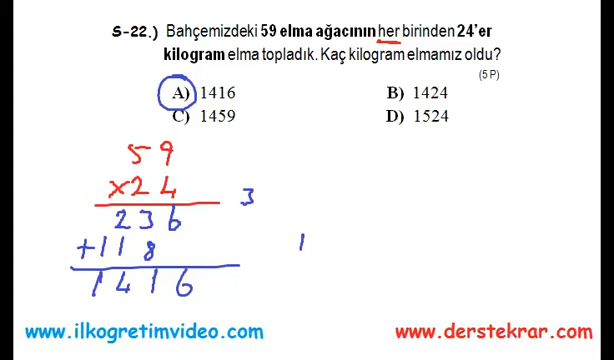 S-22.) Bahçemizdeki 59 elma ağacının her birinden 24'er
kilogram elma topladık. Kaç kilogram elmamız oldu?
(5 P)
A) 1416 B) 1424
C) 1459 D) 1524
59
x24
3
236
+118
1
1416
www.ilkogretimvideo.com www.derstekrar.com